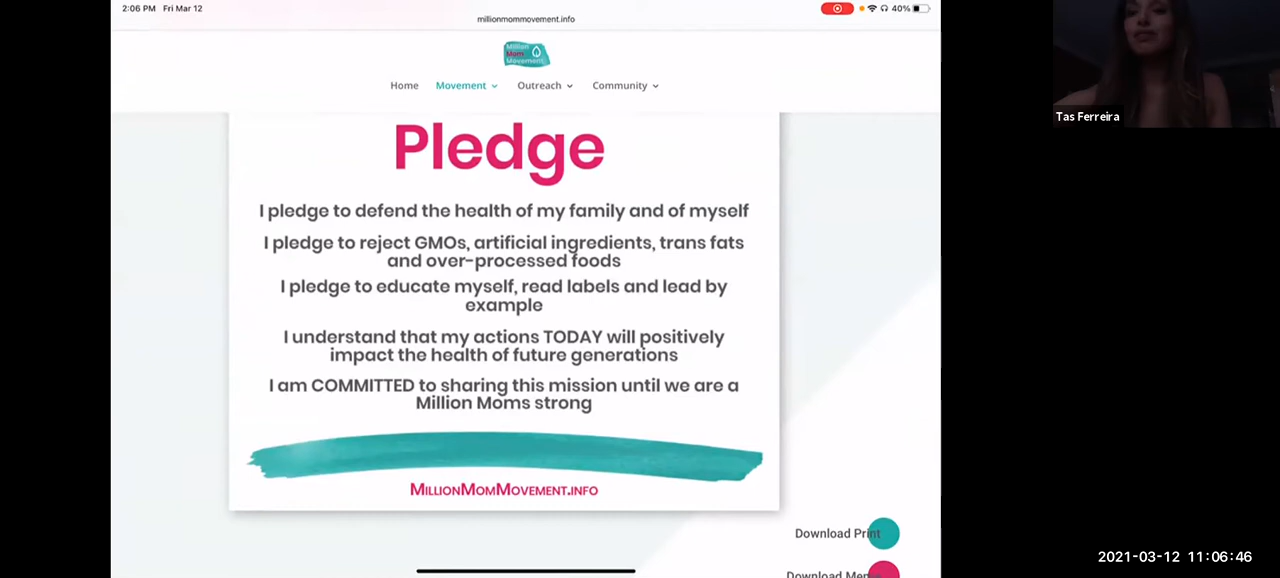 2:06 PM Fri Mar 12
millionmommovement.info
40%
Million
Mom
Movement
Home Movement Outreach Community
Tas Ferreira
Pledge
I pledge to defend the health of my family and of myself
I pledge to reject GMOs, artificial ingredients, trans fats
and over-processed foods
I pledge to educate myself, read labels and lead by
example
I understand that my actions TODAY will positively
impact the health of future generations
I am COMMITTED to sharing this mission until we are a
Million Moms strong
MillionMomMovement.info
Download Print
Download
2021-03-12 11:06:46